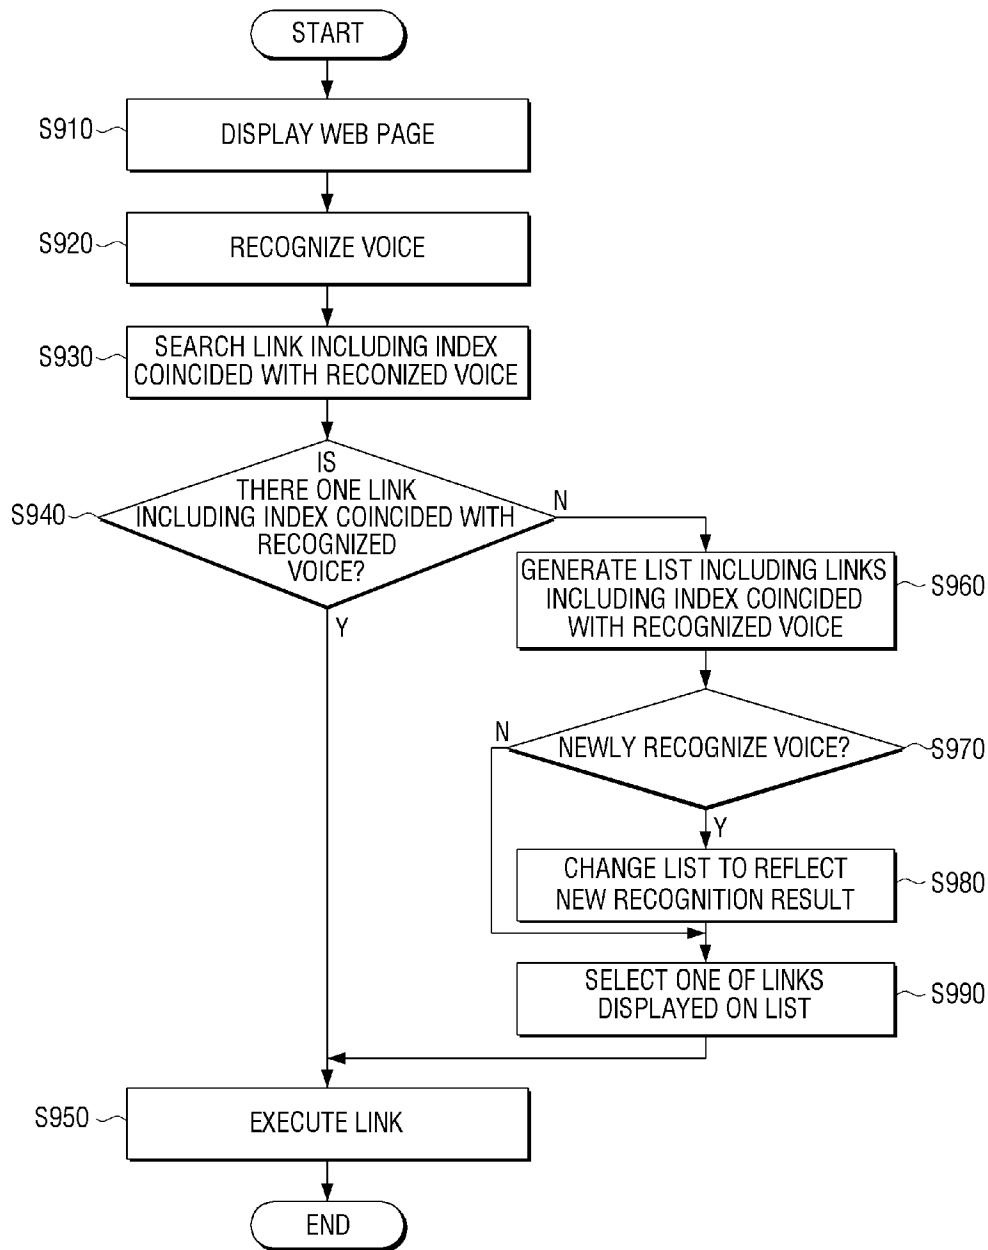 START
S910
DISPLAY WEB PAGE
S920
RECOGNIZE VOICE
S930
SEARCH LINK INCLUDING INDEX
COINCIDED WITH RECONIZED VOICE
S940
IS
THERE ONE LINK
INCLUDING INDEX COINCIDED WITH
RECOGNIZED
VOICE?
N
Y
GENERATE LIST INCLUDING LINKS
INCLUDING INDEX COINCIDED
WITH RECOGNIZED VOICE
S960
N
NEWLY RECOGNIZE VOICE?
S970
Y
CHANGE LIST TO REFLECT
NEW RECOGNITION RESULT
S980
SELECT ONE OF LINKS
DISPLAYED ON LIST
S990
S950
EXECUTE LINK
END